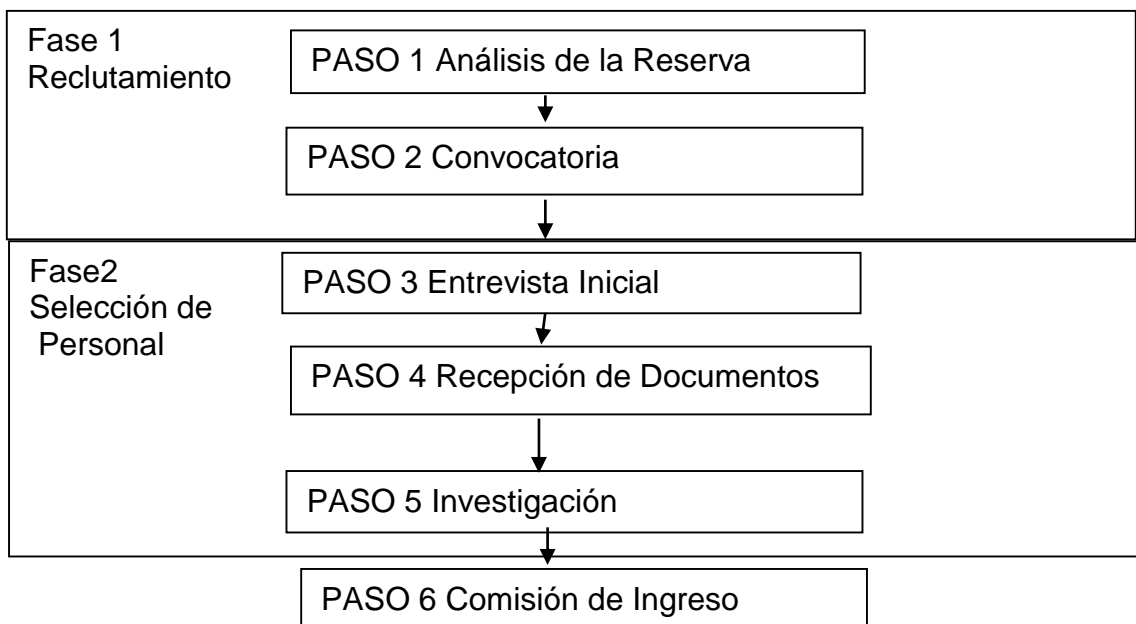 Fase 1
Reclutamiento
PASO 1 Análisis de la Reserva
PASO 2 Convocatoria
Fase2
Selección de
Personal
PASO 3 Entrevista Inicial
PASO 4 Recepción de Documentos
PASO 5 Investigación
PASO 6 Comisión de Ingreso